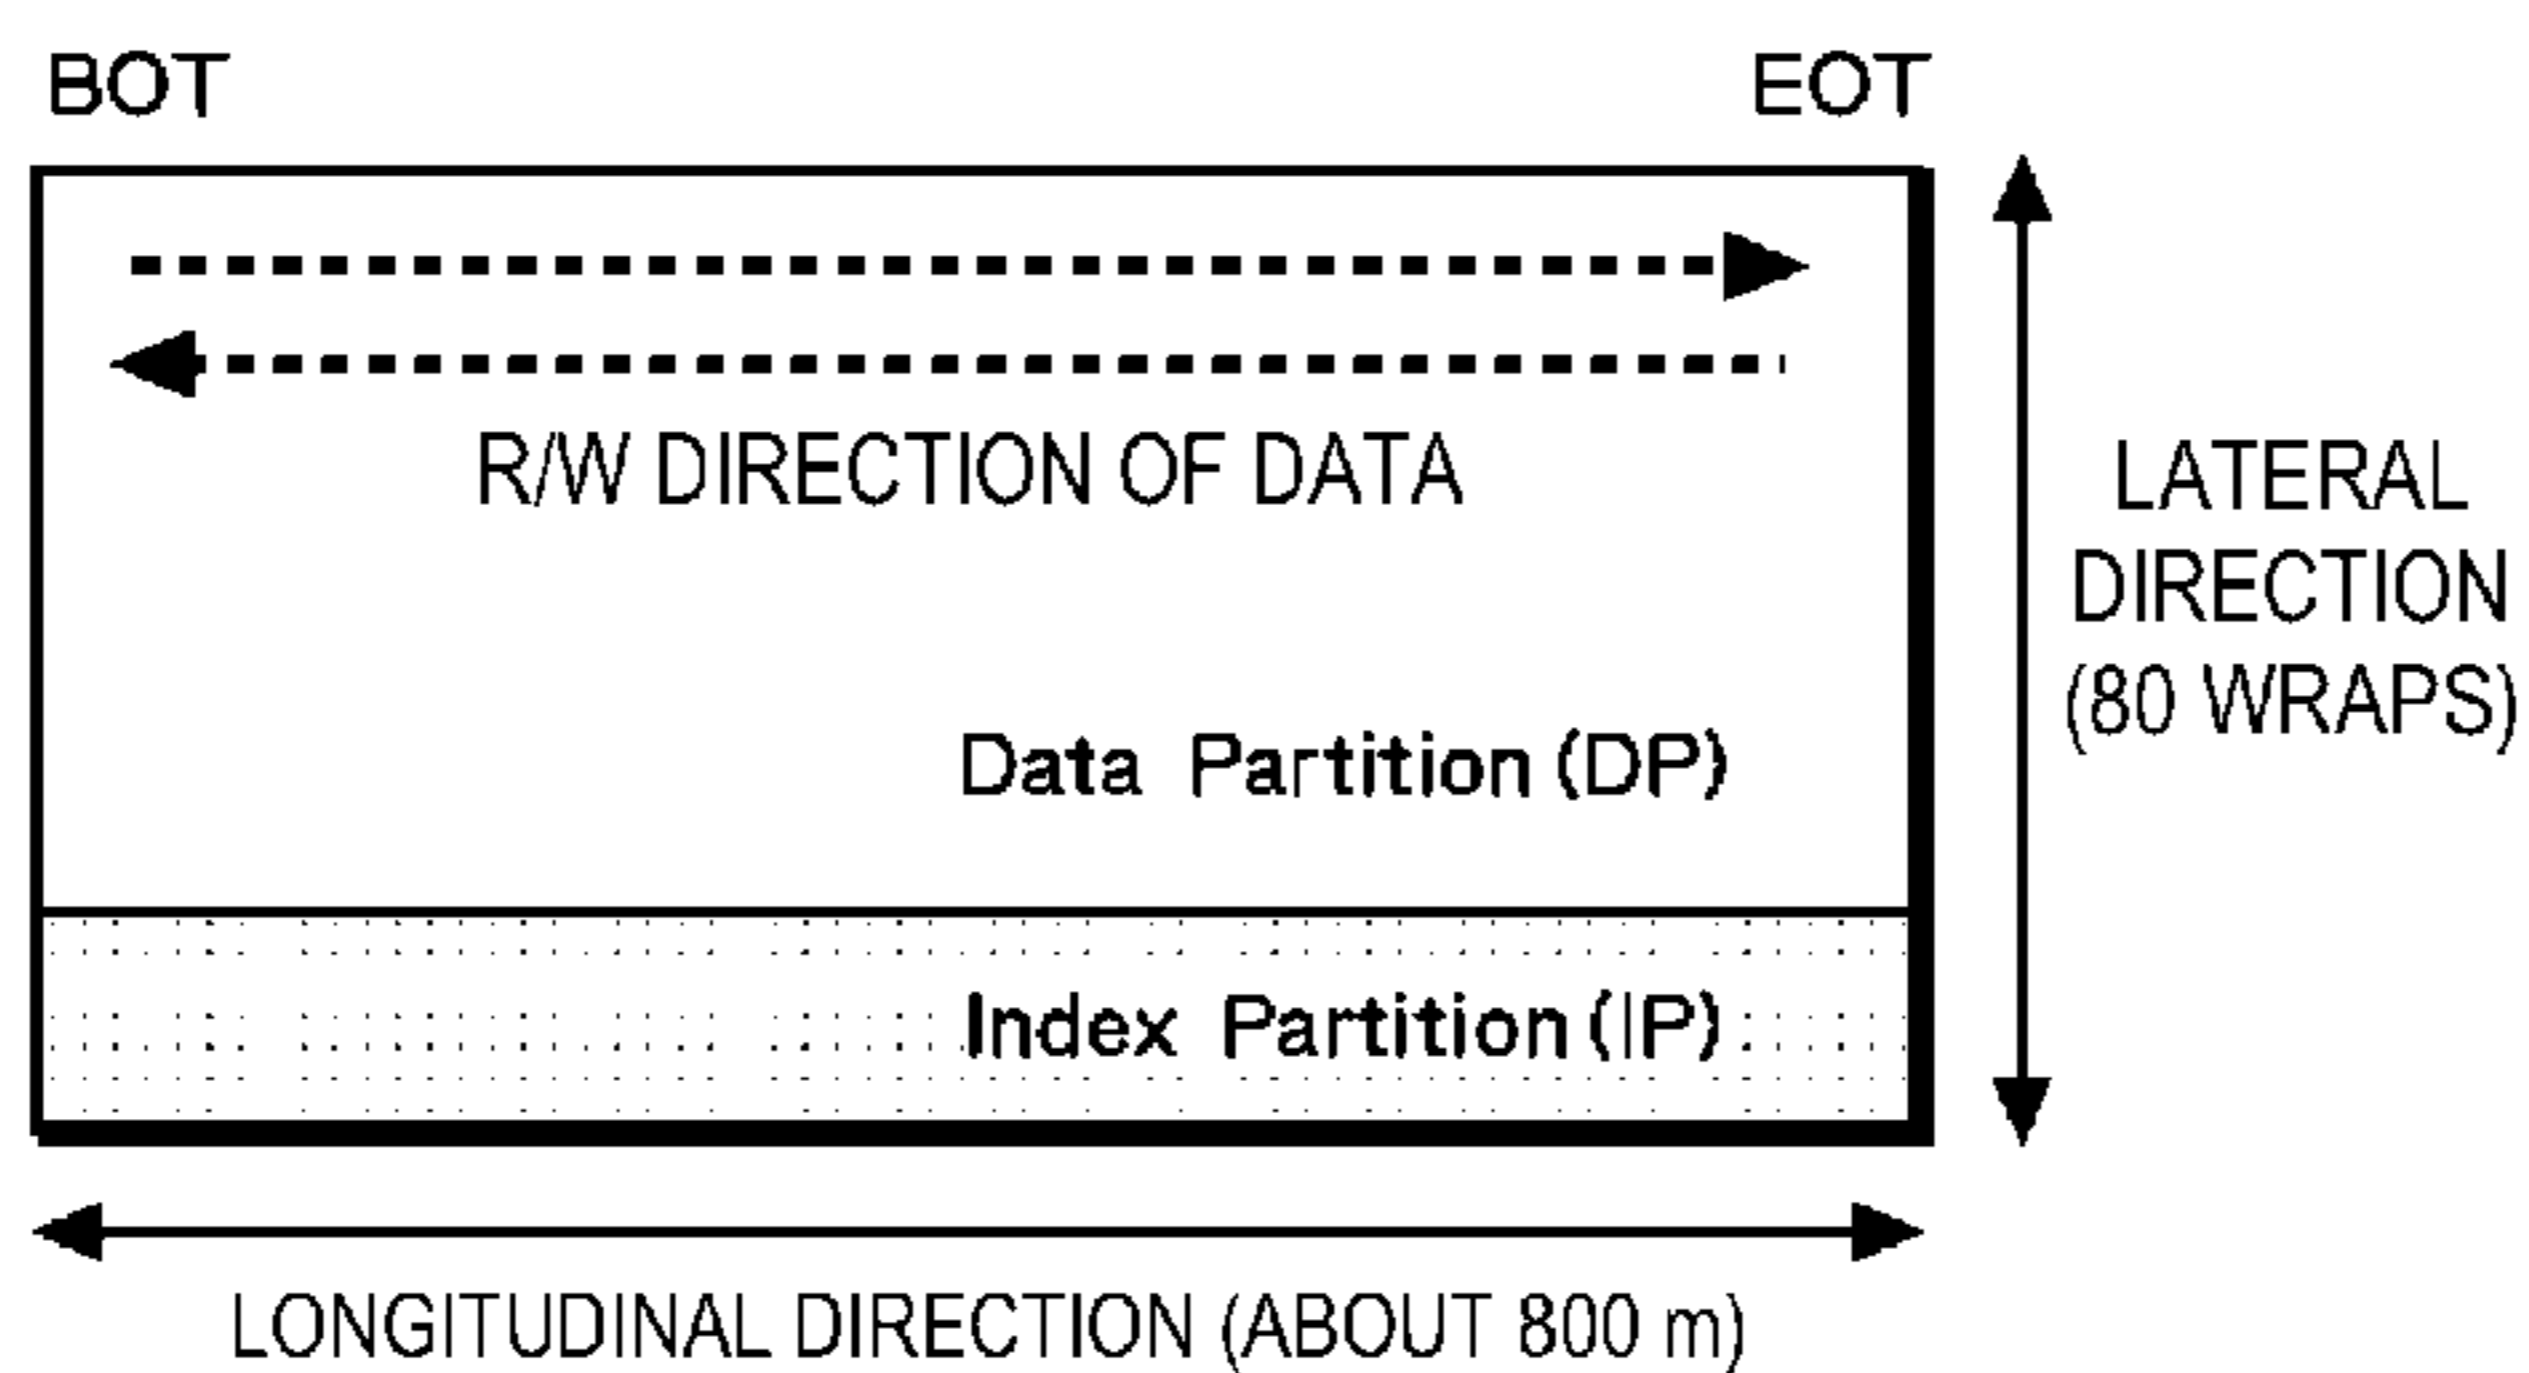 BOT
EOT
R/W DIRECTION OF DATA
LATERAL
DIRECTION
(80 WRAPS)
Data Partition (DP)
Index Partition (IP)
LONGITUDINAL DIRECTION (ABOUT 800 m)